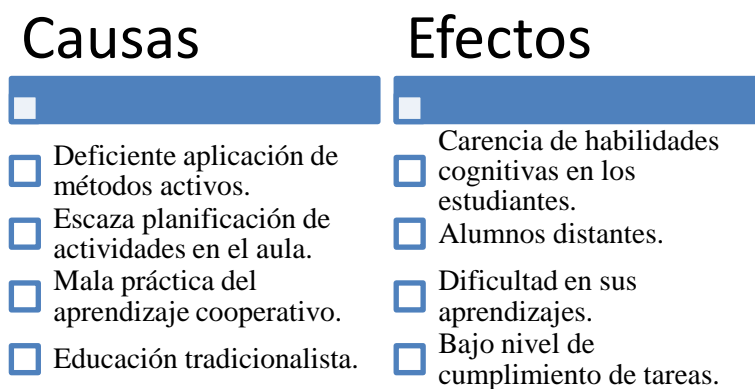 Causas
Deficiente aplicación de
métodos activos.
Escaza planificación de
actividades en el aula.
Mala práctica del
aprendizaje cooperativo.
Educación tradicionalista.
Efectos
Carencia de habilidades
cognitivas en los
estudiantes.
Alumnos distantes.
Dificultad en sus
aprendizajes.
Bajo nivel de
cumplimiento de tareas.